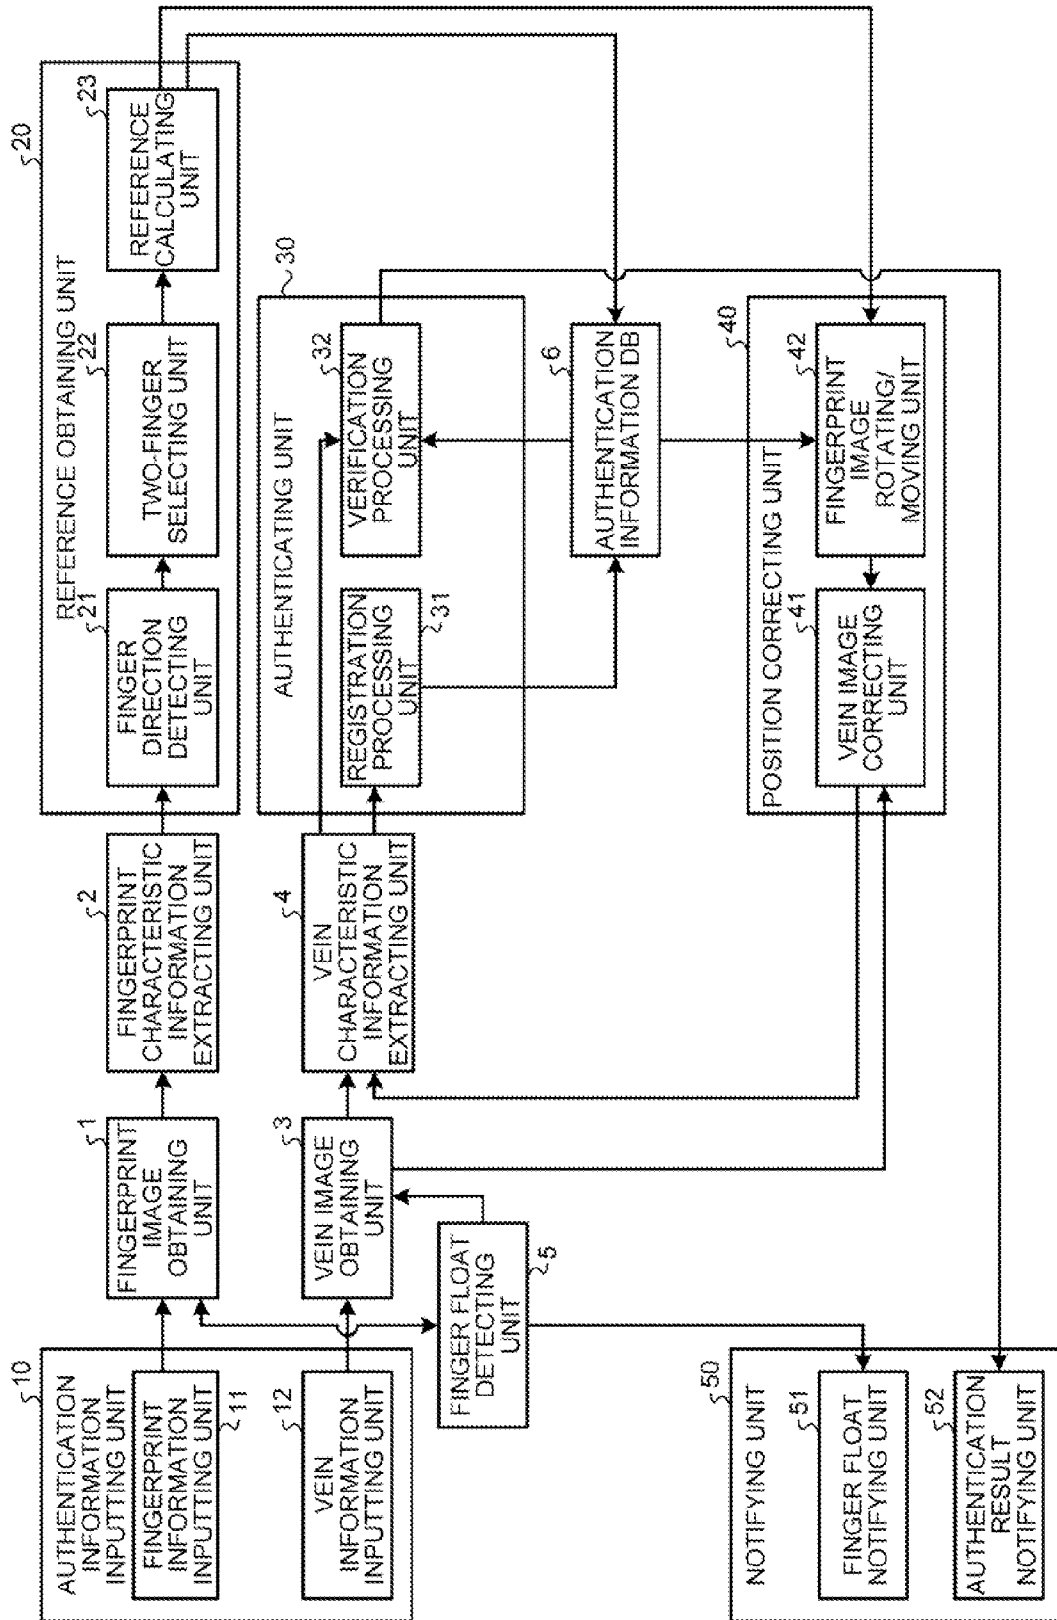 10
AUTHENTICATION
INFORMATION
INPUTTING UNIT
FINGERPRINT
INFORMATION
INPUTTING UNIT
11
12
VEIN
INFORMATION
INPUTTING UNIT
1
FINGERPRINT
IMAGE
OBTAINING
UNIT
2
FINGERPRINT
CHARACTERISTIC
INFORMATION
EXTRACTING UNIT
20
REFERENCE OBTAINING UNIT
21
FINGER
DIRECTION
DETECTING
UNIT
22
TWO-FINGER
SELECTING UNIT
23
REFERENCE
CALCULATING
UNIT
3
VEIN IMAGE
OBTAINING
UNIT
4
VEIN
CHARACTERISTIC
INFORMATION
EXTRACTING UNIT
30
AUTHENTICATING UNIT
REGISTRATION
PROCESSING
UNIT
31
32
VERIFICATION
PROCESSING
UNIT
FINGER FLOAT
DETECTING
UNIT
5
6
AUTHENTICATION
INFORMATION DB
40
POSITION CORRECTING UNIT
41
VEIN IMAGE
CORRECTING
UNIT
42
FINGERPRINT
IMAGE
ROTATING/
MOVING UNIT
50
NOTIFYING UNIT
51
FINGER FLOAT
NOTIFYING UNIT
52
AUTHENTICATION
RESULT
NOTIFYING UNIT